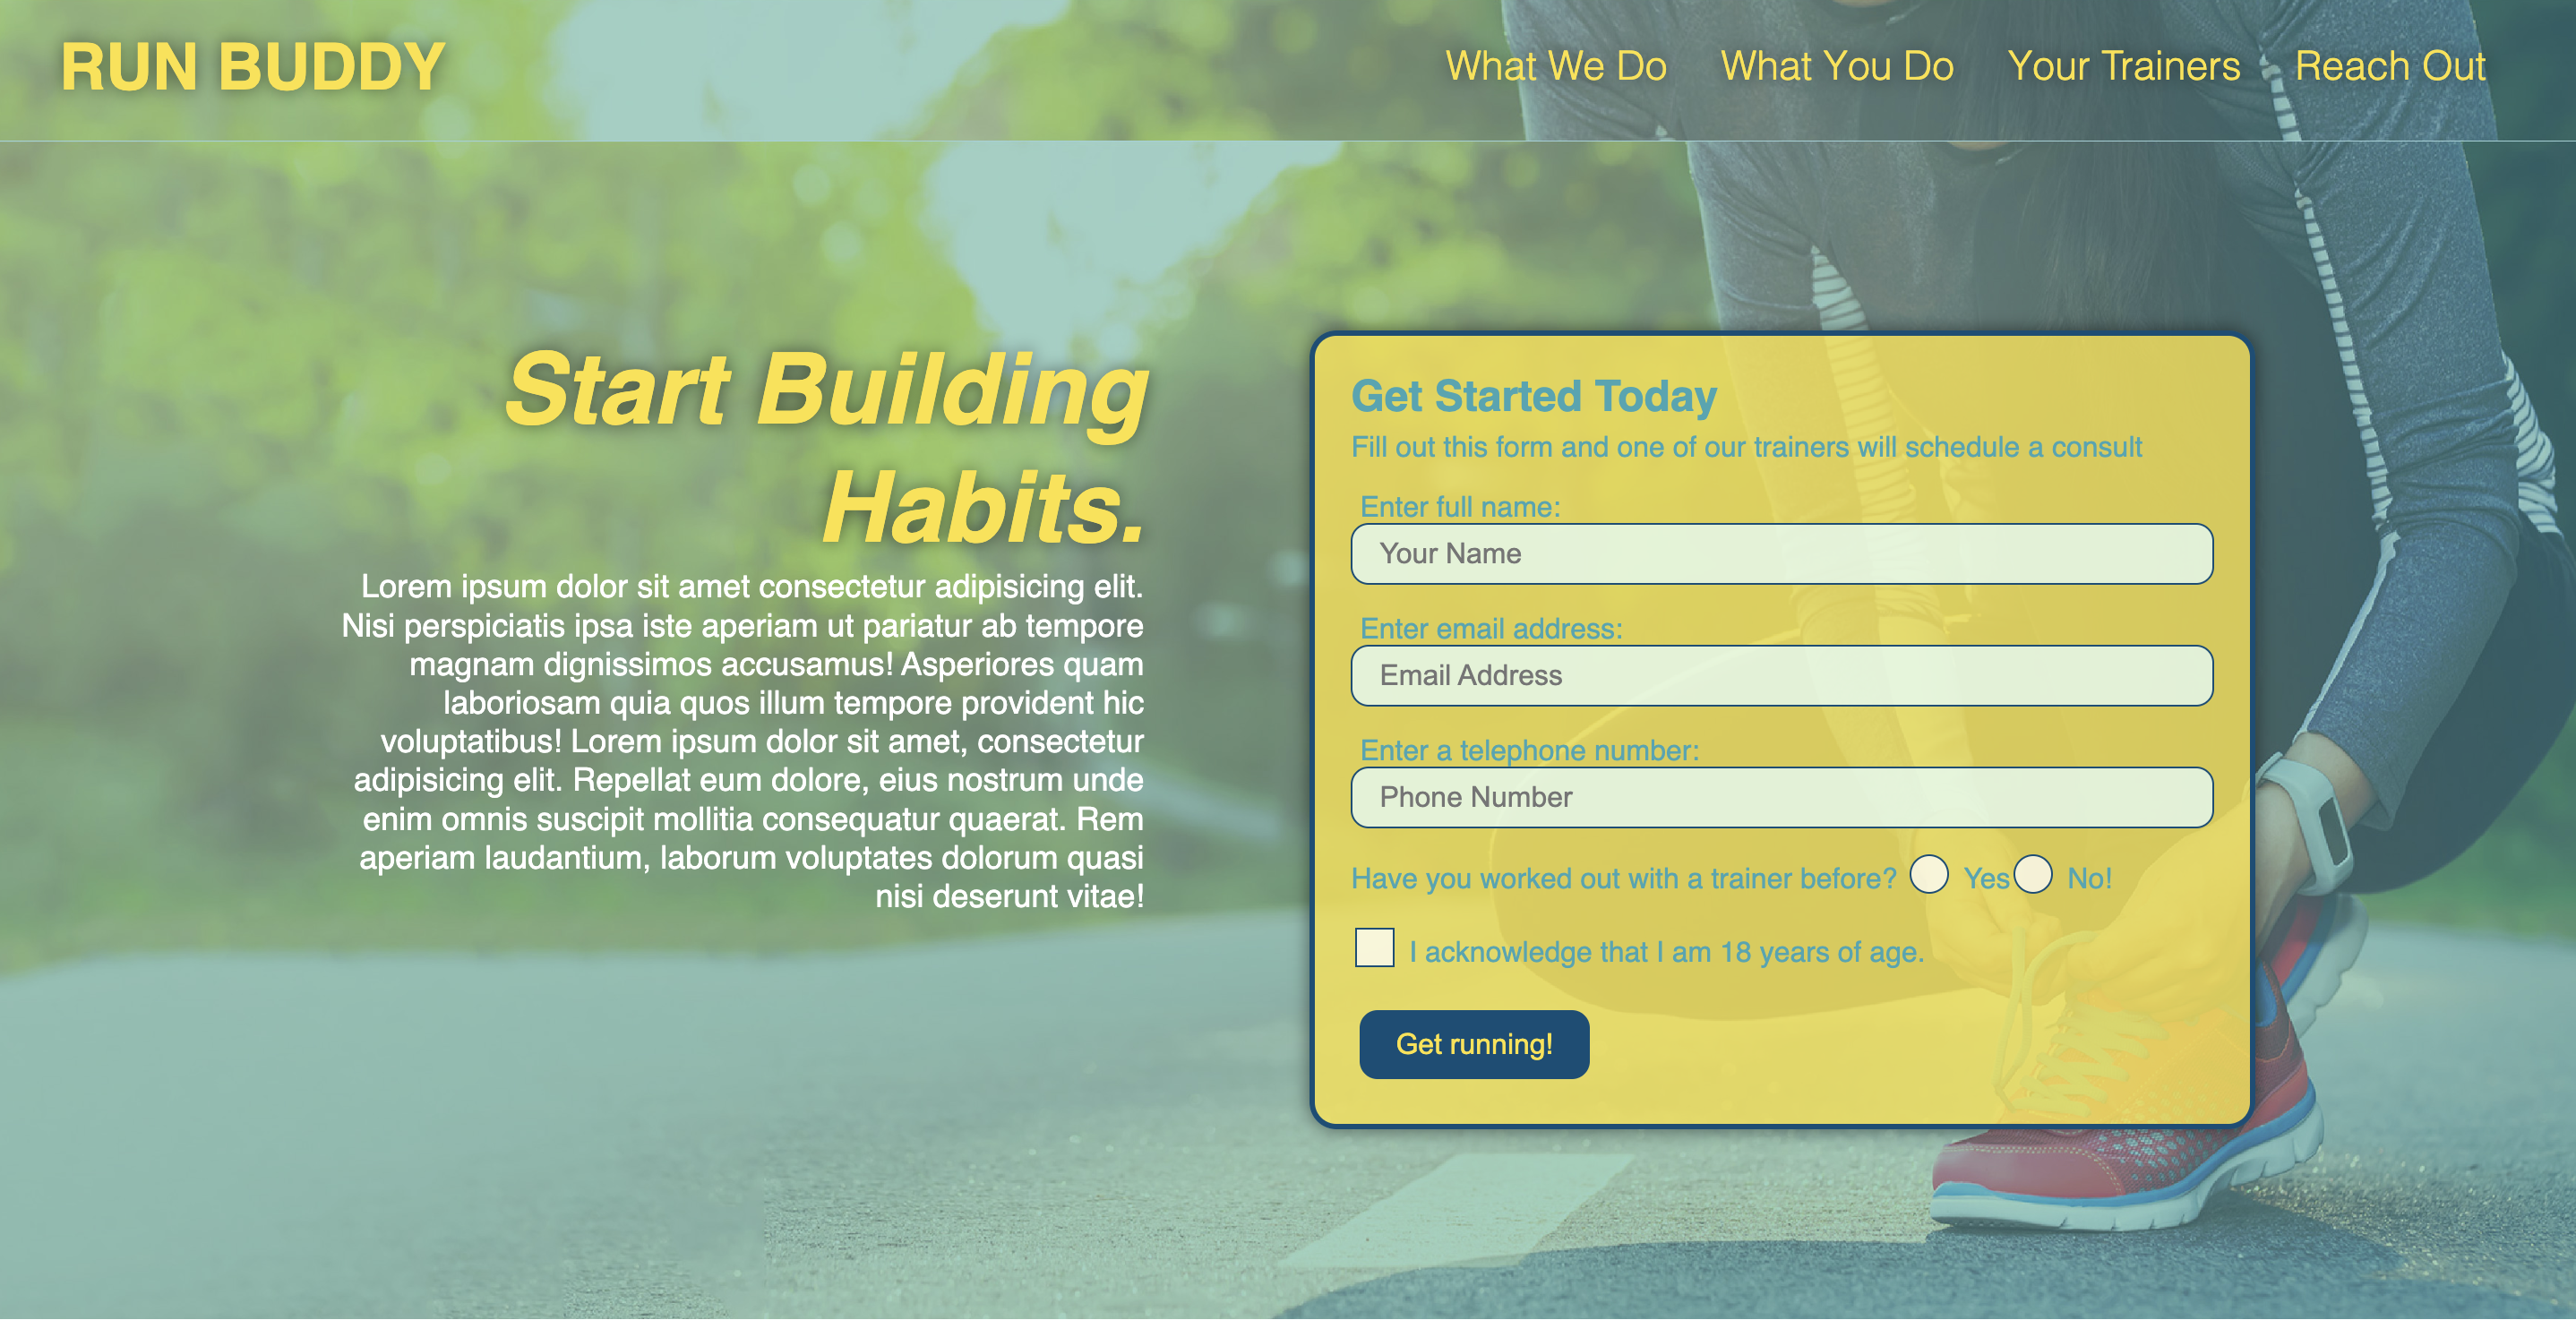 RUN BUDDY
What We Do What You Do Your Trainers Reach Out
Start Building
Habits.
Lorem ipsum dolor sit amet consectetur adipisicing elit.
Nisi perspiciatis ipsa iste aperiam ut pariatur ab tempore
magnam dignissimos accusamus! Asperiores quam
laboriosam quia quos illum tempore provident hic
voluptatibus! Lorem ipsum dolor sit amet, consectetur
adipisicing elit. Repellat eum dolore, eius nostrum unde
enim omnis suscipit mollitia consequatur quaerat. Rem
aperiam laudantium, laborum voluptates dolorum quasi
nisi deserunt vitae!
Get Started Today
Fill out this form and one of our trainers will schedule a consult
Enter full name:
Your Name
Enter email address:
Email Address
Enter a telephone number:
Phone Number
Have you worked out with a trainer before? Yes No!
I acknowledge that I am 18 years of age.
Get running!